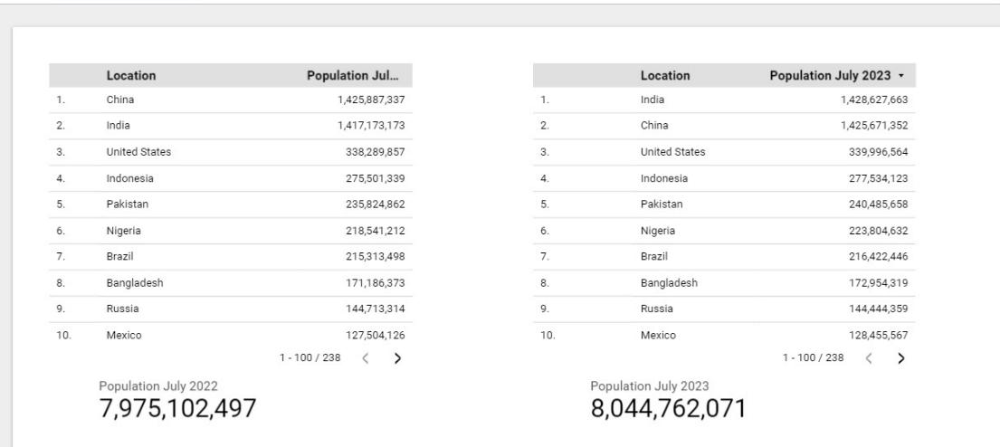 Location Population Jul...
1. China 1,425,887,337
2. India 1,417,173,173
3. United States 338,289,857
4. Indonesia 275,501,339
5. Pakistan 235,824,862
6. Nigeria 218,541,212
7. Brazil 215,313,498
8. Bangladesh 171,186,373
9. Russia 144,713,314
10. Mexico 127,504,126
1 - 100 / 238
Population July 2022
7,975,102,497
Location Population July 2023
1. India 1,428,627,663
2. China 1,425,671,352
3. United States 339,996,564
4. Indonesia 277,534,123
5. Pakistan 240,485,658
6. Nigeria 223,804,632
7. Brazil 216,422,446
8. Bangladesh 172,954,319
9. Russia 144,444,359
10. Mexico 128,455,567
1 - 100 / 238
Population July 2023
8,044,762,071